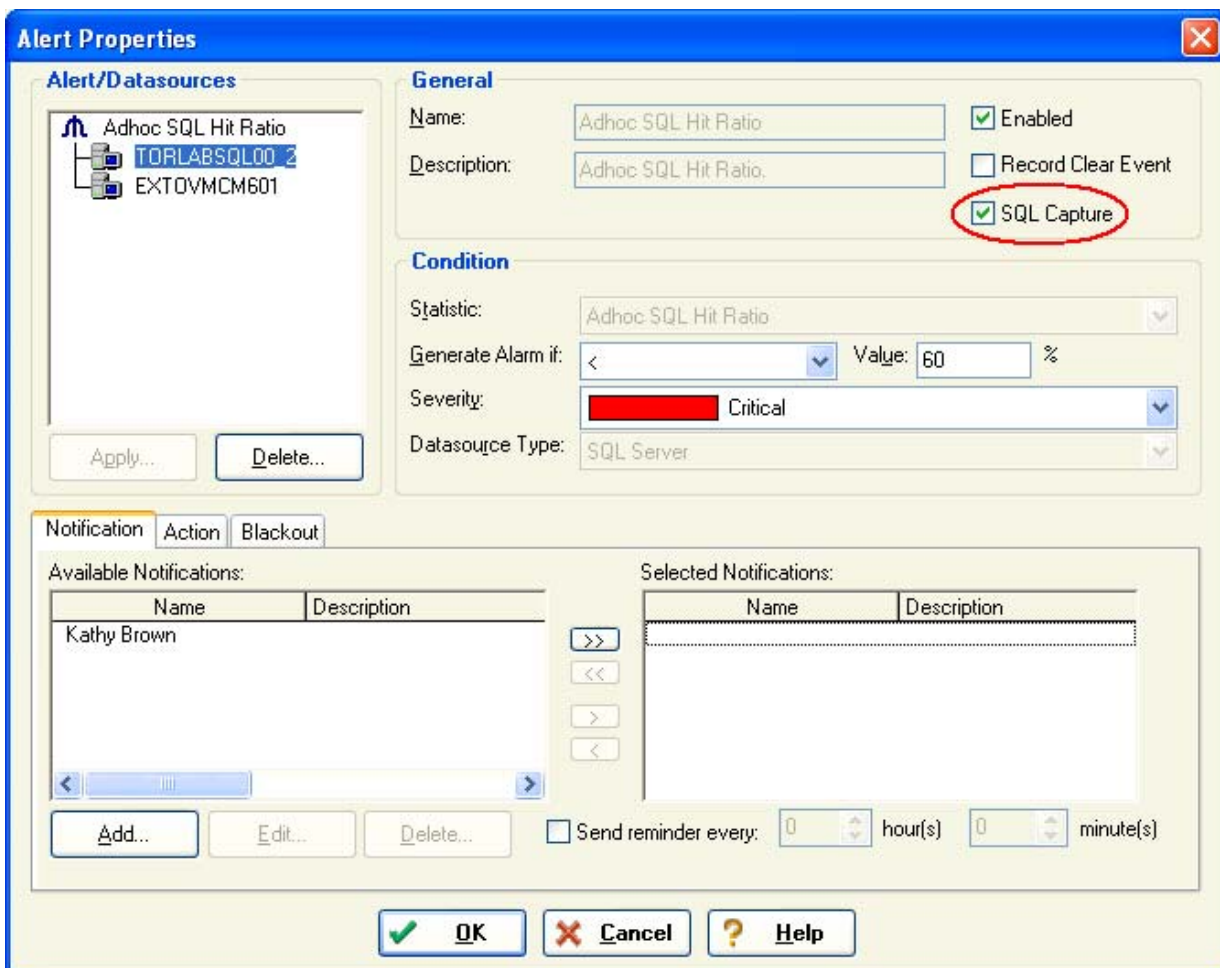 Alert Properties
Alert/Datasources
Adhoc SQL Hit Ratio
TORLABSQL00_2
EXTOVMCM601
Apply...
Delete...
General
Name:
Adhoc SQL Hit Ratio
Enabled
Description:
Adhoc SQL Hit Ratio.
Record Clear Event
SQL Capture
Condition
Statistic:
Adhoc SQL Hit Ratio
Generate Alarm if:
<
Value:
60
%
Severity:
Critical
Datasource Type:
SQL Server
Notification
Action
Blackout
Available Notifications:
Name
Description
Kathy Brown
>>
<<
>
<
Selected Notifications:
Name
Description
Add...
Edit...
Delete...
Send reminder every:
0
hour(s)
0
minute(s)
OK
Cancel
? Help